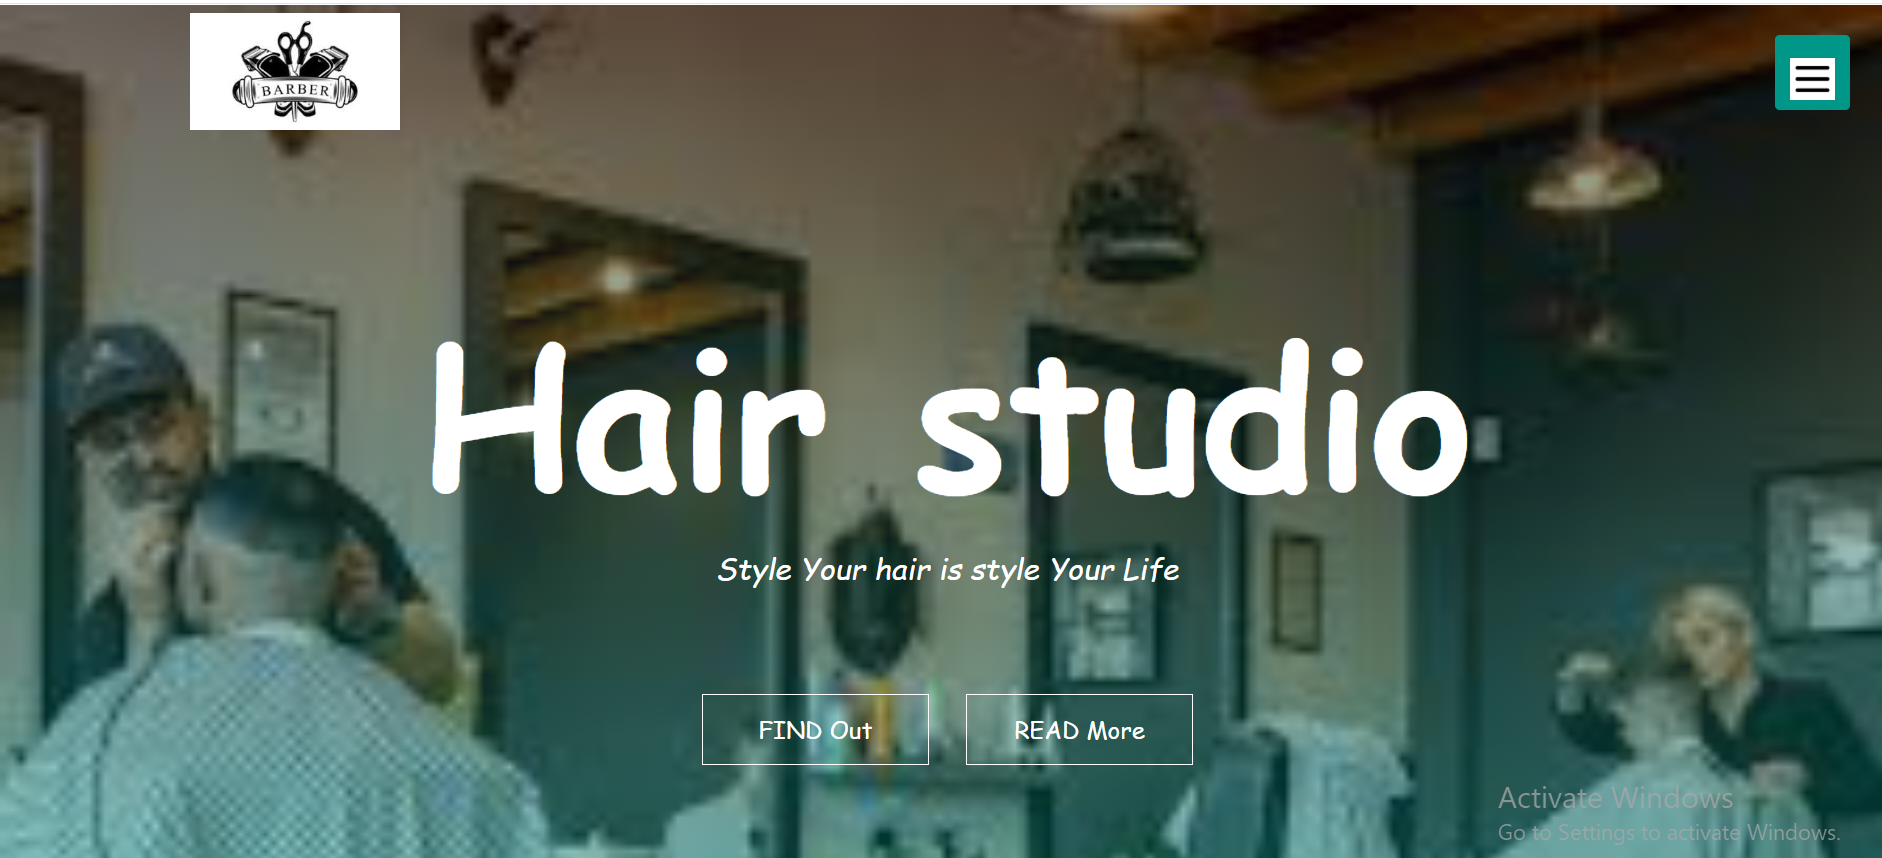 BARBER
Hair studio
Style Your hair is style Your Life
FIND Out
READ More
Activate Windows
Go to Settings to activate Windows.